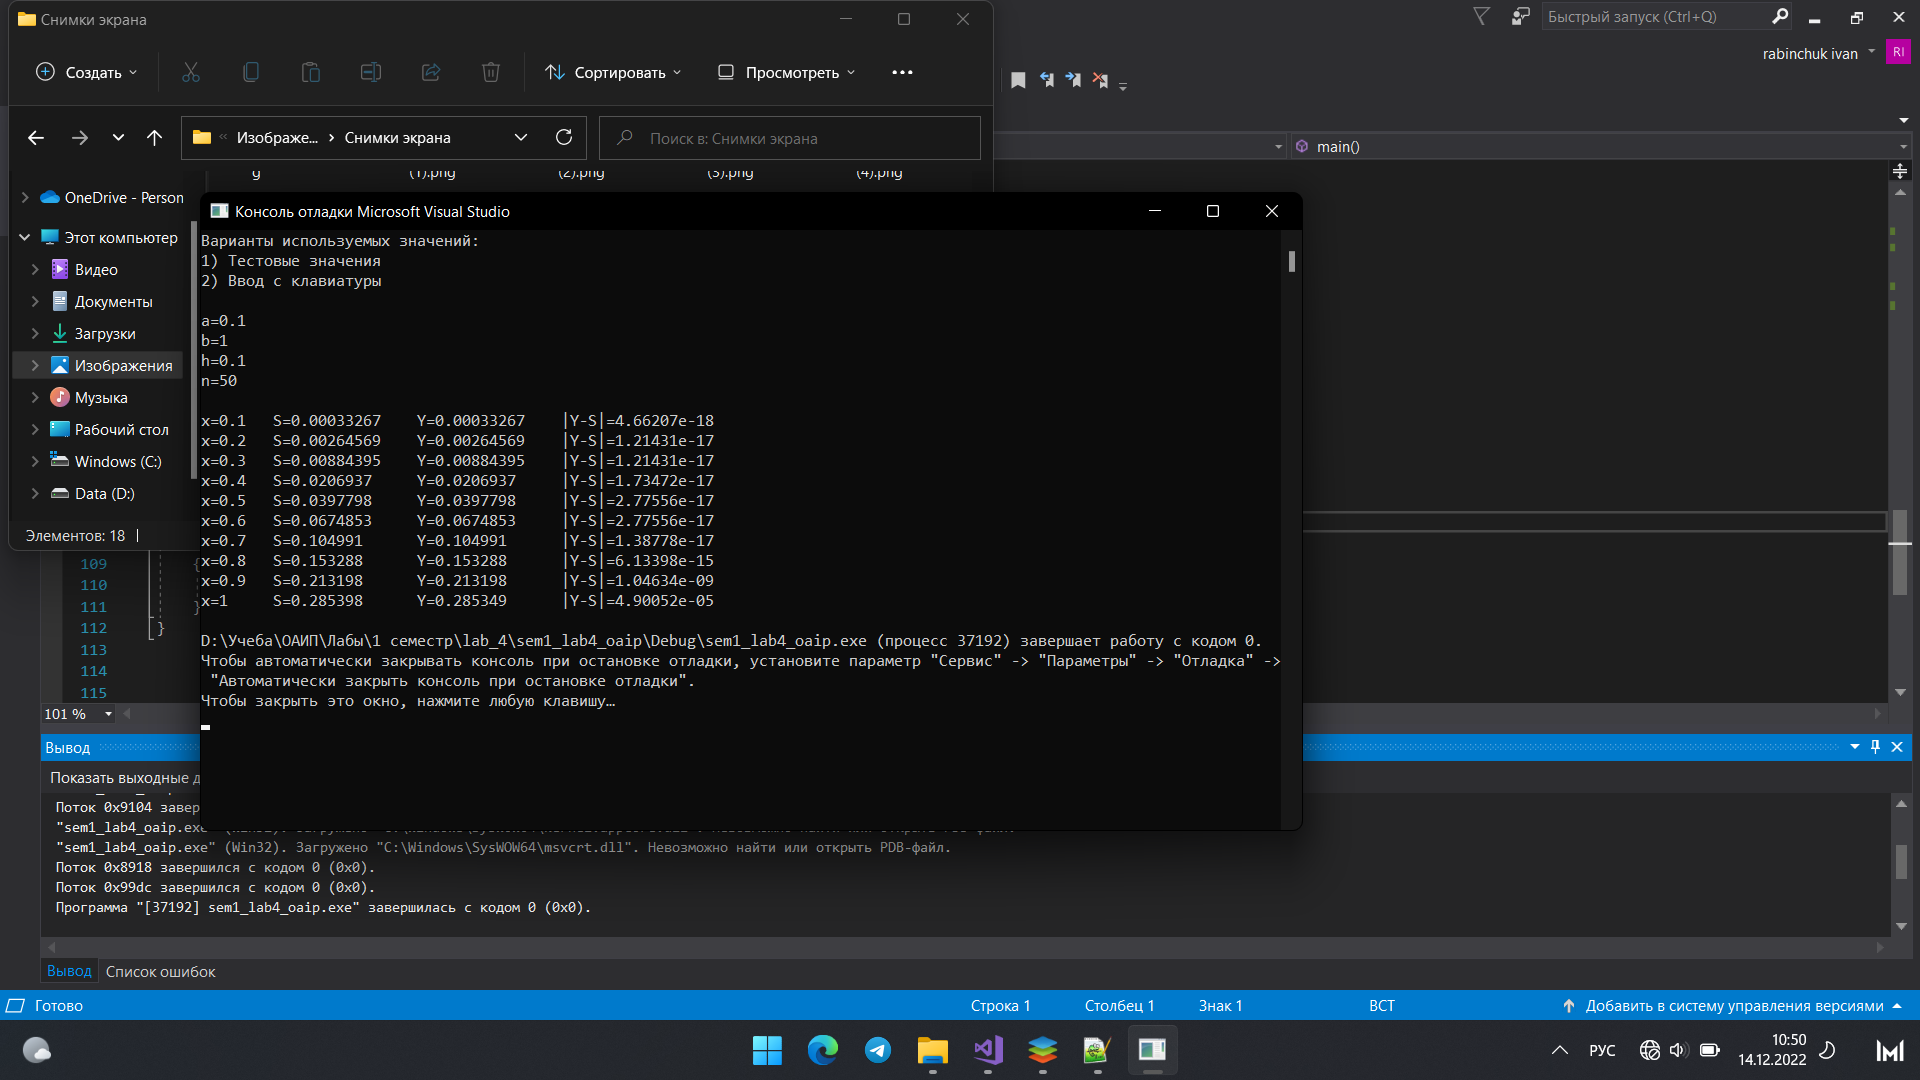 Снимки экрана
Быстрый запуск (Ctrl+Q)
rabinchuk ivan
RI
Создать
Сортировать
Просмотреть
Изображе... Снимки экрана
Поиск в: Снимки экрана
main()
(1).png (2).png (3).png (4).png
OneDrive - Person
Этот компьютер
Видео
Документы
Загрузки
Изображения
Музыка
Рабочий стол
Windows (C:)
Data (D:)
Элементов: 18
Консоль отладки Microsoft Visual Studio
Варианты используемых значений:
1) Тестовые значения
2) Ввод с клавиатуры
a=0.1
b=1
h=0.1
n=50
x=0.1 S=0.00033267 Y=0.00033267 |Y-S|=4.66207e-18
x=0.2 S=0.00264569 Y=0.00264569 |Y-S|=1.21431e-17
x=0.3 S=0.00884395 Y=0.00884395 |Y-S|=1.21431e-17
x=0.4 S=0.0206937 Y=0.0206937 |Y-S|=1.73472e-17
x=0.5 S=0.0397798 Y=0.0397798 |Y-S|=2.77556e-17
x=0.6 S=0.0674853 Y=0.0674853 |Y-S|=2.77556e-17
x=0.7 S=0.104991 Y=0.104991 |Y-S|=1.38778e-17
x=0.8 S=0.153288 Y=0.153288 |Y-S|=6.13398e-15
x=0.9 S=0.213198 Y=0.213198 |Y-S|=1.04634e-09
x=1 S=0.285398 Y=0.285349 |Y-S|=4.90052e-05
D:\Учеба\ОАИП\Лабы\1 семестр\lab_4\sem1_lab4_oaip\Debug\sem1_lab4_oaip.exe (процесс 37192) завершает работу с кодом 0.
Чтобы автоматически закрывать консоль при остановке отладки, установите параметр "Сервис" -> "Параметры" -> "Отладка" ->
"Автоматически закрыть консоль при остановке отладки".
Чтобы закрыть это окно, нажмите любую клавишу…
109 {
110
111 }
112 }
113
114
115
101 %
Вывод
Показать выходные д
Поток 0x9104 завер
"sem1_lab4_oaip.exe"
"sem1_lab4_oaip.exe" (Win32). Загружено "C:\Windows\SysWOW64\msvcrt.dll". Невозможно найти или открыть PDB-файл.
Поток 0x8918 завершился с кодом 0 (0x0).
Поток 0x99dc завершился с кодом 0 (0x0).
Программа "[37192] sem1_lab4_oaip.exe" завершилась с кодом 0 (0x0).
Вывод Список ошибок
Готово Строка 1 Столбец 1 Знак 1 ВСТ Добавить в систему управления версиями
РУС
10:50
14.12.2022